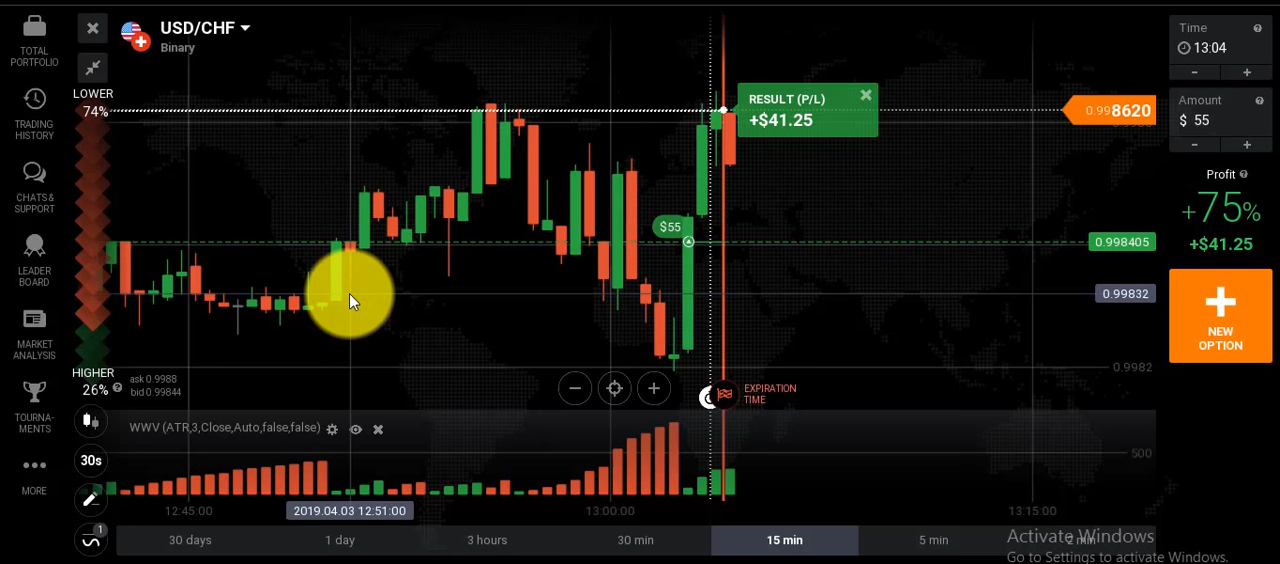 TOTAL
PORTFOLIO
TRADING
HISTORY
CHATS &
SUPPORT
LEADER
BOARD
MARKET
ANALYSIS
TOURNA-
MENTS
MORE
USD/CHF
Binary
LOWER
74%
HIGHER
26%
ask 0.9988
bid 0.99844
RESULT (P/L)
+$41.25
$55
0.998620
0.998405
0.99832
0.9982
EXPIRATION
TIME
WWV (ATR,3,Close,Auto,false,false)
500
30s
1
12:45:00
2019.04.03 12:51:00
13:00:00
13:15:00
30 days
1 day
3 hours
30 min
15 min
5 min
2 min
Time
13:04
- +
Amount
$ 55
- +
Profit
+75%
+$41.25
NEW
OPTION
Activate Windows
Go to Settings to activate Windows.